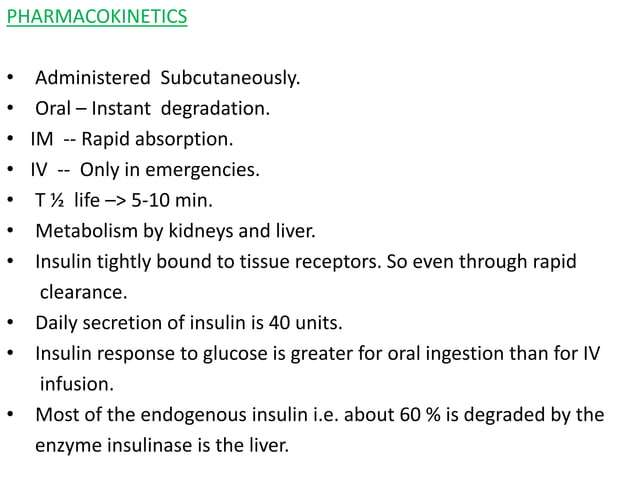 PHARMACOKINETICS
• Administered Subcutaneously.
• Oral – Instant degradation.
• IM -- Rapid absorption.
• IV -- Only in emergencies.
• T ½ life –> 5-10 min.
• Metabolism by kidneys and liver.
• Insulin tightly bound to tissue receptors. So even through rapid
clearance.
• Daily secretion of insulin is 40 units.
• Insulin response to glucose is greater for oral ingestion than for IV
infusion.
• Most of the endogenous insulin i.e. about 60 % is degraded by the
enzyme insulinase is the liver.